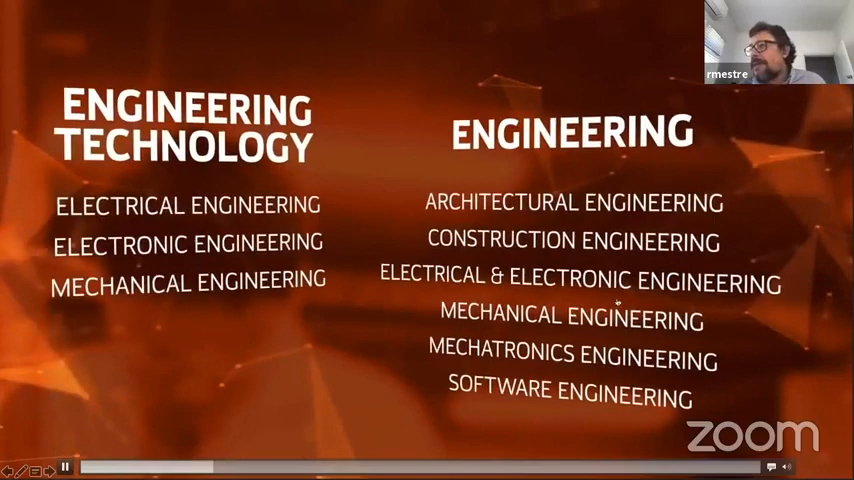 rmestre
ENGINEERING
TECHNOLOGY
ELECTRICAL ENGINEERING
ELECTRONIC ENGINEERING
MECHANICAL ENGINEERING
ENGINEERING
ARCHITECTURAL ENGINEERING
CONSTRUCTION ENGINEERING
ELECTRICAL & ELECTRONIC ENGINEERING
MECHANICAL ENGINEERING
MECHATRONICS ENGINEERING
SOFTWARE ENGINEERING
zoom